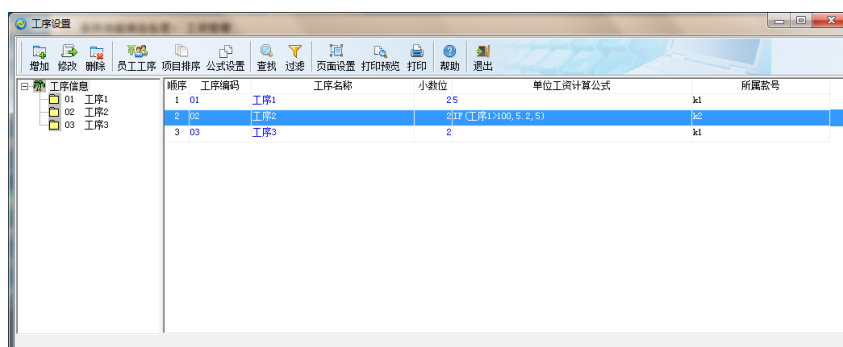 工序设置
增加 修改 删除 员工工序 项目排序 公式设置 查找 过滤 页面设置 打印预览 打印 帮助 退出
工序信息
01 工序1
02 工序2
03 工序3
顺序 工序编码 工序名称 小数位 单位工资计算公式 所属款号
1 01 工序1 2 5 k1
2 02 工序2 2 IF(工序1>100,5.2,5) k2
3 03 工序3 2 k1